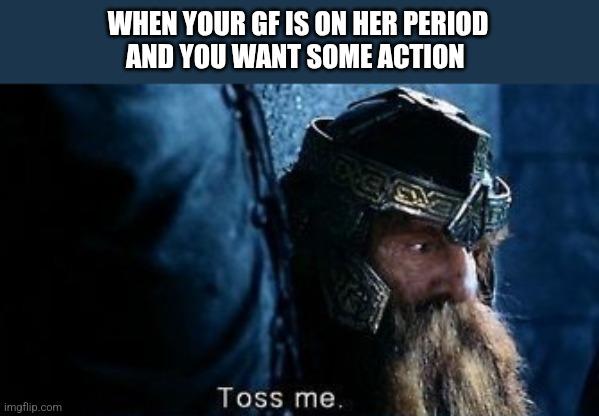 WHEN YOUR GF IS ON HER PERIOD
AND YOU WANT SOME ACTION
Toss me.
imgflip.com